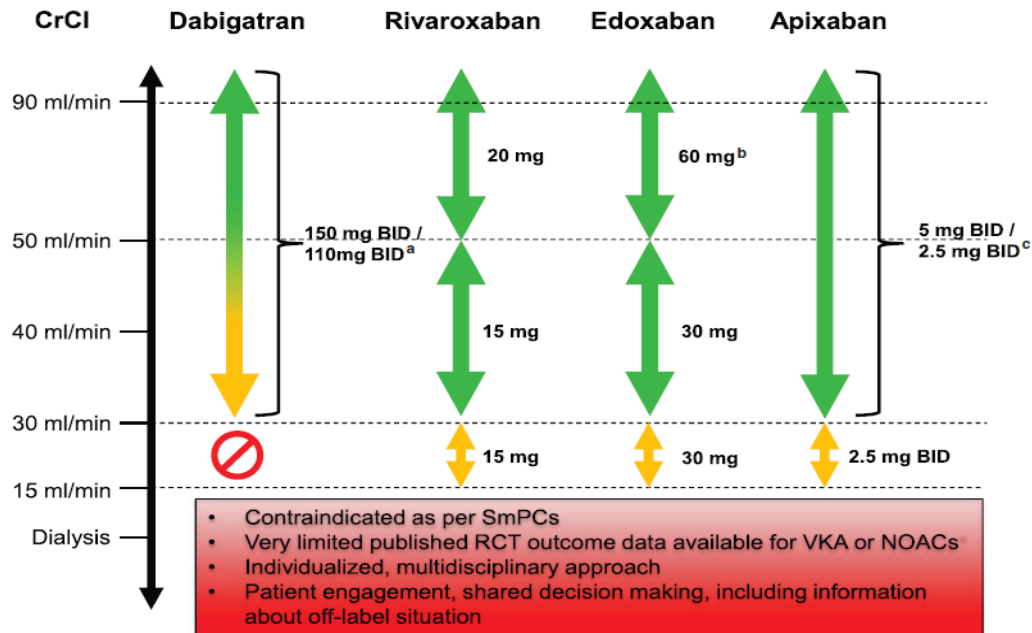 CrCl Dabigatran Rivaroxaban Edoxaban Apixaban
90 ml/min
20 mg 60 mg b
50 ml/min
150 mg BID /
110mg BID a
5 mg BID /
2.5 mg BID c
40 ml/min
15 mg 30 mg
30 ml/min
15 mg 30 mg 2.5 mg BID
15 ml/min
Dialysis
• Contraindicated as per SmPCs
• Very limited published RCT outcome data available for VKA or NOACs
• Individualized, multidisciplinary approach
• Patient engagement, shared decision making, including information
about off-label situation